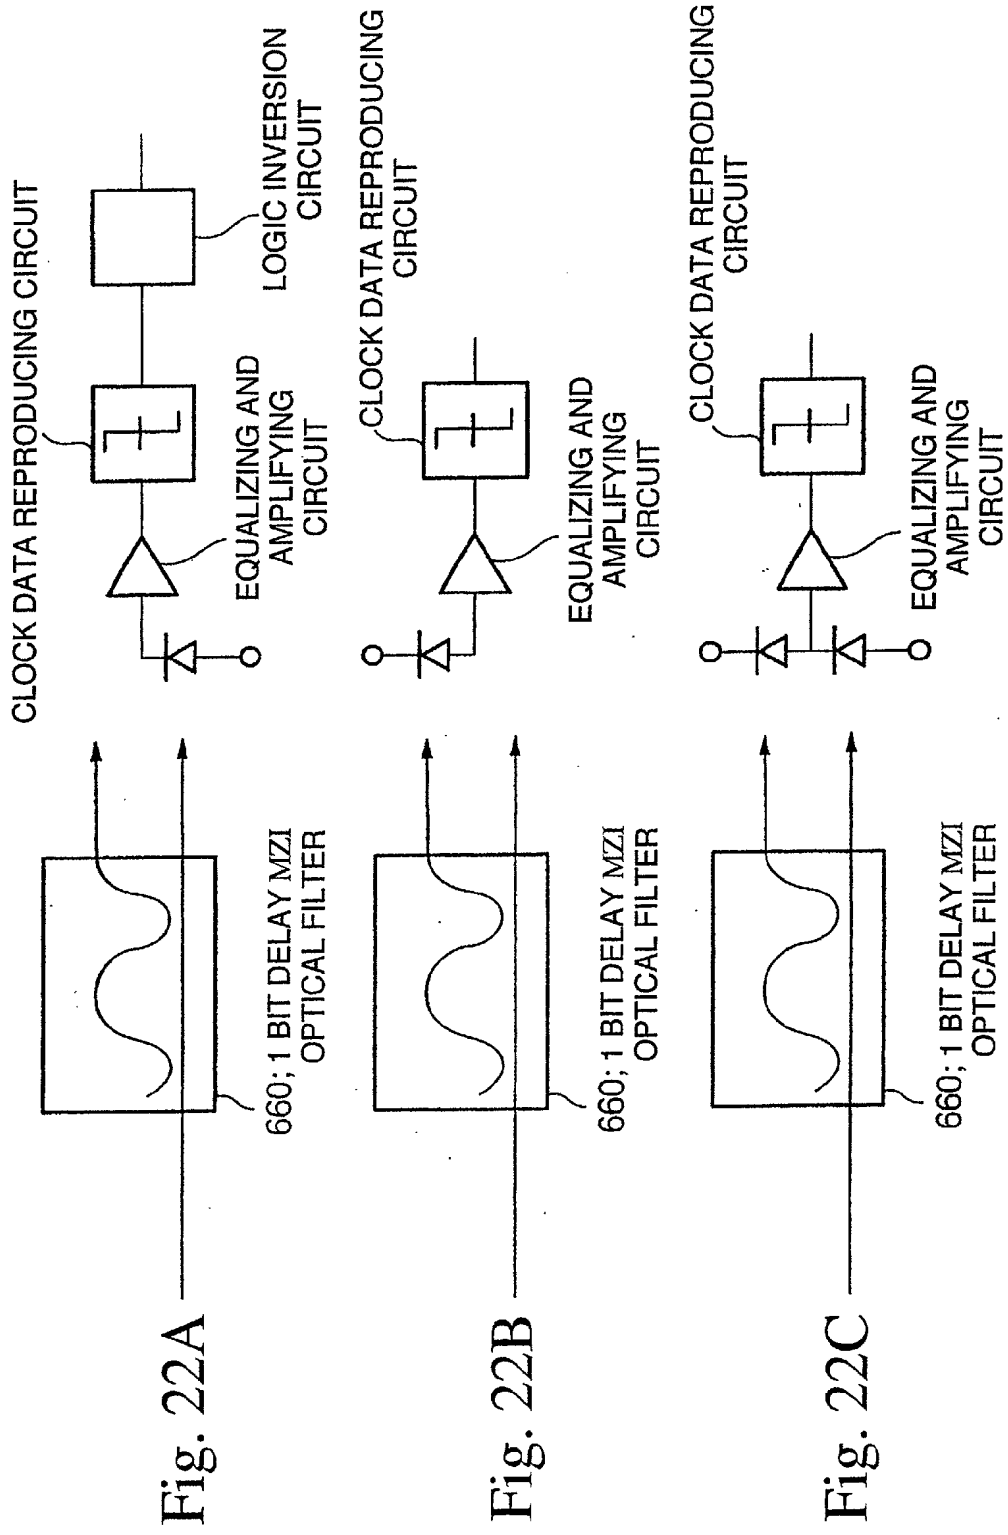 Fig. 22A
660; 1 BIT DELAY MZI
OPTICAL FILTER
CLOCK DATA REPRODUCING CIRCUIT
EQUALIZING AND
AMPLIFYING
CIRCUIT
LOGIC INVERSION
CIRCUIT
Fig. 22B
660; 1 BIT DELAY MZI
OPTICAL FILTER
CLOCK DATA REPRODUCING
CIRCUIT
EQUALIZING AND
AMPLIFYING
CIRCUIT
Fig. 22C
660; 1 BIT DELAY MZI
OPTICAL FILTER
CLOCK DATA REPRODUCING
CIRCUIT
EQUALIZING AND
AMPLIFYING
CIRCUIT